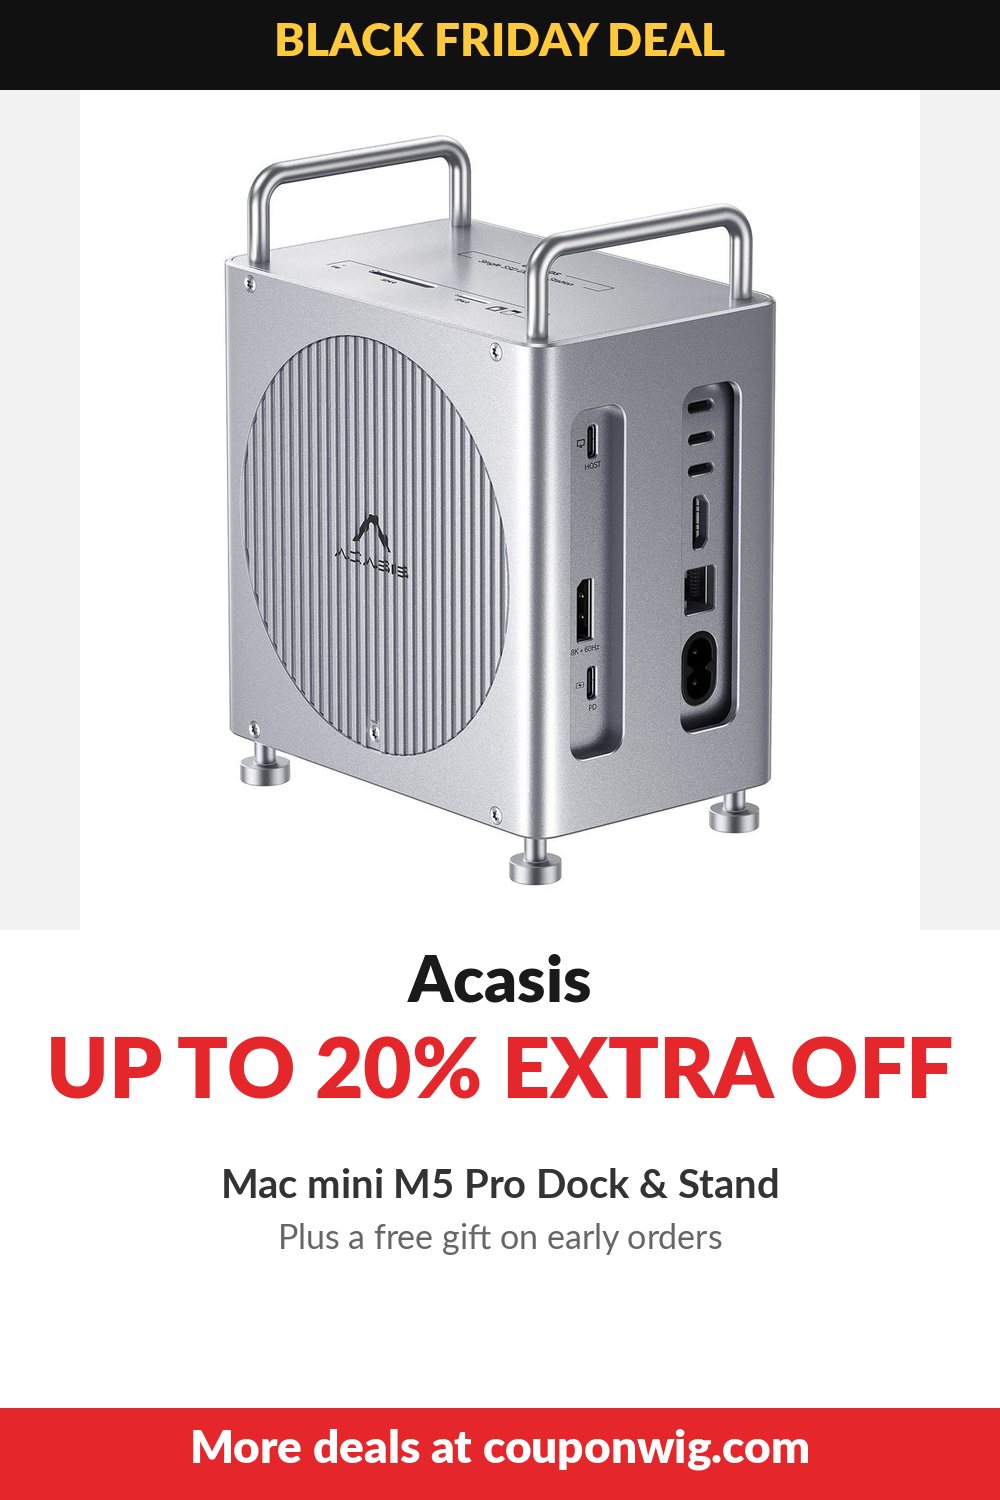 BLACK FRIDAY DEAL
HOST
8K+60Hz
PD
ACASIS
Acasis
UP TO 20% EXTRA OFF
Mac mini M5 Pro Dock & Stand
Plus a free gift on early orders
More deals at couponwig.com